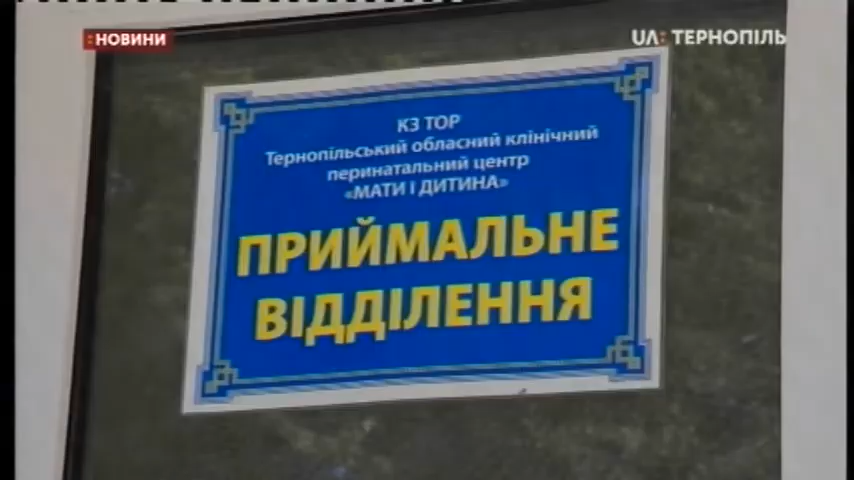 :НОВИНИ
UA: ТЕРНОПІЛЬ
КЗ ТОР
Тернопільський обласний клінічний
перинатальний центр
«МАТИ І ДИТИНА»
ПРИЙМАЛЬНЕ
ВІДДІЛЕННЯ